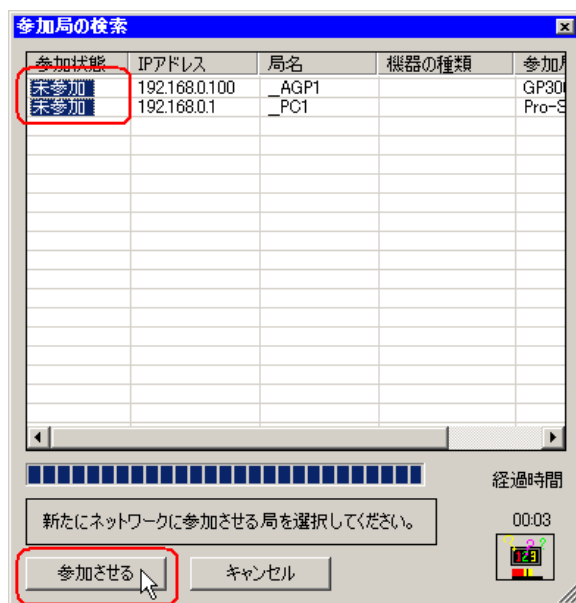 参加局の検索
参加状態 IPアドレス 局名 機器の種類 参加
未参加 192.168.0.100 __AGP1 GP30
未参加 192.168.0.1 __PC1 Pro-S
経過時間
新たにネットワークに参加させる局を選択してください。 00:03
123
参加させる キャンセル